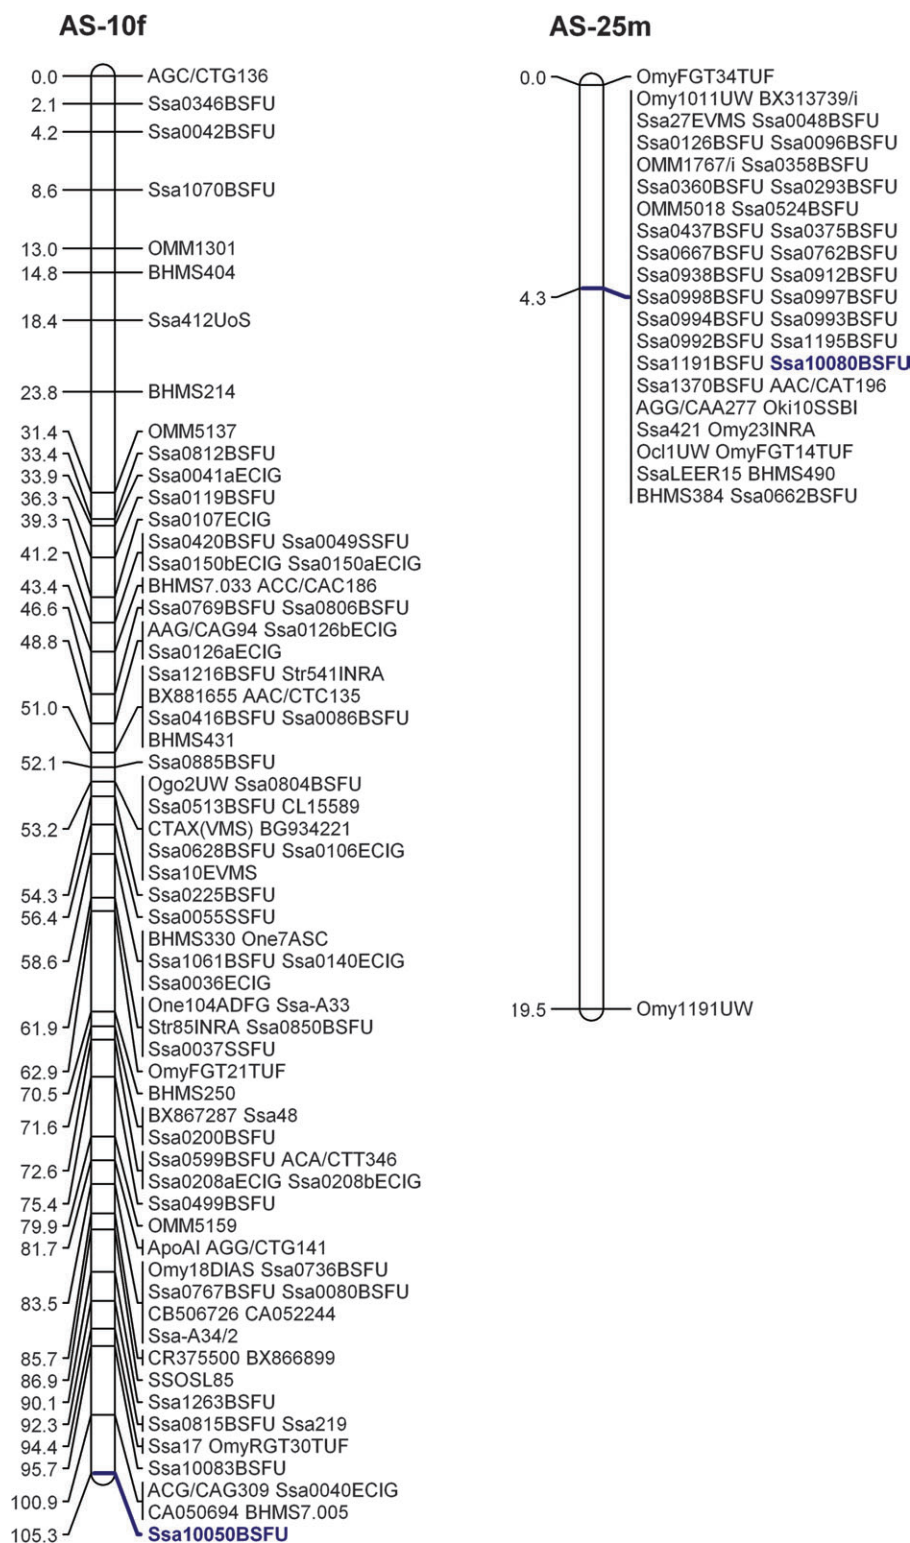 AS-10f
0.0 AGC/CTG136
2.1 Ssa0346BSFU
4.2 Ssa0042BSFU
8.6 Ssa1070BSFU
13.0 OMM1301
14.8 BHMS404
18.4 Ssa412UoS
23.8 BHMS214
31.4 OMM5137
33.4 Ssa0812BSFU
33.9 Ssa0041aECIG
36.3 Ssa0119BSFU
39.3 Ssa0107ECIG
Ssa0420BSFU Ssa0049SSFU
41.2
Ssa0150bECIG Ssa0150aECIG
43.4 BHMS7.033 ACC/CAC186
46.6 Ssa0769BSFU Ssa0806BSFU
AAG/CAG94 Ssa0126bECIG
48.8
Ssa0126aECIG
Ssa1216BSFU Str541INRA
BX881655 AAC/CTC135
51.0
Ssa0416BSFU Ssa0086BSFU
BHMS431
52.1 Ssa0885BSFU
Ogo2UW Ssa0804BSFU
Ssa0513BSFU CL15589
53.2 CTAX(VMS) BG934221
Ssa0628BSFU Ssa0106ECIG
Ssa10EVMS
54.3 Ssa0225BSFU
56.4 Ssa0055SSFU
BHMS330 One7ASC
58.6 Ssa1061BSFU Ssa0140ECIG
Ssa0036ECIG
One104ADFG Ssa-A33
61.9 Str85INRA Ssa0850BSFU
Ssa0037SSFU
62.9 OmyFGT21TUF
70.5 BHMS250
BX867287 Ssa48
71.6
Ssa0200BSFU
Ssa0599BSFU ACA/CTT346
72.6
Ssa0208aECIG Ssa0208bECIG
75.4 Ssa0499BSFU
79.9 OMM5159
81.7 ApoAI AGG/CTG141
Omy18DIAS Ssa0736BSFU
Ssa0767BSFU Ssa0080BSFU
83.5
CB506726 CA052244
Ssa-A34/2
85.7 CR375500 BX866899
86.9 SSOSL85
90.1 Ssa1263BSFU
92.3 Ssa0815BSFU Ssa219
94.4 Ssa17 OmyRGT30TUF
95.7 Ssa10083BSFU
ACG/CAG309 Ssa0040ECIG
100.9
CA050694 BHMS7.005
105.3 Ssa10050BSFU
AS-25m
0.0 OmyFGT34TUF
Omy1011UW BX313739/i
Ssa27EVMS Ssa0048BSFU
Ssa0126BSFU Ssa0096BSFU
OMM1767/i Ssa0358BSFU
Ssa0360BSFU Ssa0293BSFU
OMM5018 Ssa0524BSFU
Ssa0437BSFU Ssa0375BSFU
Ssa0667BSFU Ssa0762BSFU
Ssa0938BSFU Ssa0912BSFU
4.3 Ssa0998BSFU Ssa0997BSFU
Ssa0994BSFU Ssa0993BSFU
Ssa0992BSFU Ssa1195BSFU
Ssa1191BSFU Ssa10080BSFU
Ssa1370BSFU AAC/CAT196
AGG/CAA277 Oki10SSBI
Ssa421 Omy23INRA
Ocl1UW OmyFGT14TUF
SsaLEER15 BHMS490
BHMS384 Ssa0662BSFU
19.5 Omy1191UW